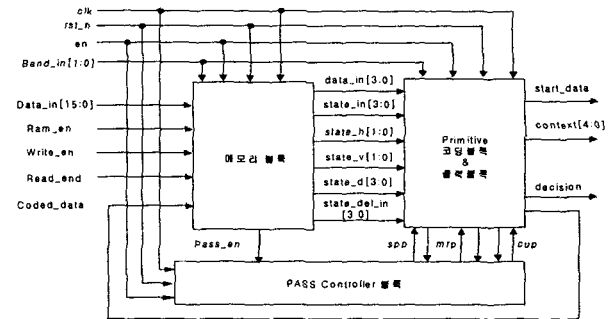 clk
rst_n
en
Band_in[1:0]
Data_in[15:0]
Ram_en
Write_en
Read_end
Coded_data
메모리 블록
data_in[3:0]
state_in[3:0]
state_h[1:0]
state_v[1:0]
state_d[3:0]
state_del_in
[3:0]
Primitive
코딩블록
&
출력블록
start_data
context[4:0]
decision
Pass_en
spp
mrp
cup
PASS Controller 블록